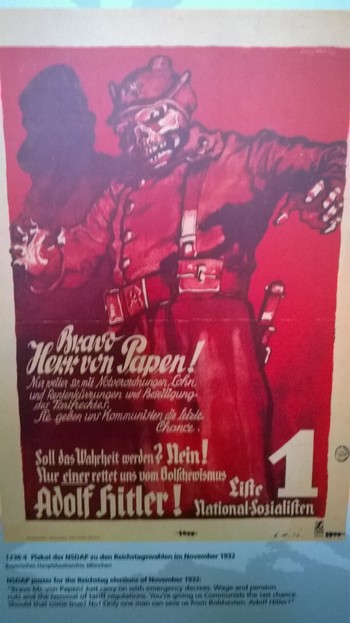 Bravo
Herr von Papen!
Nur weiter so mit Notverordnungen, Lohn
und Rentenkürzungen und Beseitigung
des Tarifrechtes,
Sie geben uns Kommunisten die letzte
Chance.
Soll das Wahrheit werden? Nein!
Nur einer rettet uns vom Bolschewismus
Adolf Hitler!
Liste
1
National-Sozialisten
Plakat der NSDAP zu den Reichstagswahlen im November 1932
Bayerisches Hauptstaatsarchiv, München
NSDAP poster for the Reichstag elections of November 1932:
"Bravo Mr. von Papen! Just carry on with emergency decrees. Wage and pension
cuts and the removal of tariff regulations. You're giving us Communists the last chance.
Should that come true? No! Only one man can save us from Bolshevism. Adolf Hitler!"